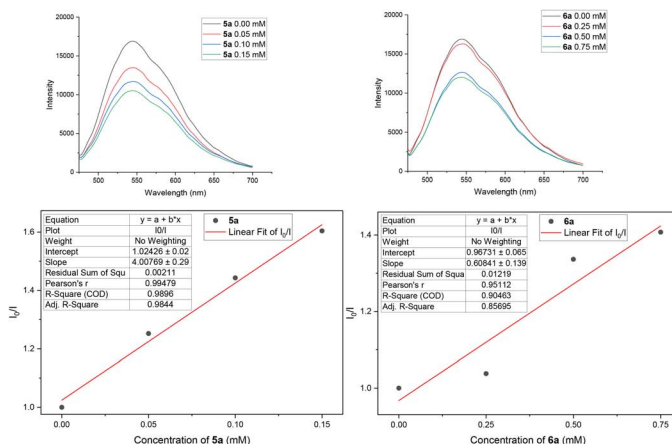 20000
15000
10000
5000
0
Intensity
500
550
600
650
700
Wavelength (nm)
5a 0.00 mM
5a 0.05 mM
5a 0.10 mM
5a 0.15 mM
20000
15000
10000
5000
0
Intensity
500
550
600
650
700
Wavelength (nm)
6a 0.00 mM
6a 0.25 mM
6a 0.50 mM
6a 0.75 mM
Equation y = a + b*x
Plot I0/I
Weight No Weighting
Intercept 1.02426 ± 0.02
Slope 4.00769 ± 0.29
Residual Sum of Squ 0.00211
Pearson's r 0.99479
R-Square (COD) 0.9896
Adj. R-Square 0.9844
5a
Linear Fit of I0/I
1.6
1.4
1.2
1.0
I0/I
0.00
0.05
0.10
0.15
Concentration of 5a (mM)
Equation y = a + b*x
Plot I0/I
Weight No Weighting
Intercept 0.96731 ± 0.065
Slope 0.60841 ± 0.139
Residual Sum of Squa 0.01219
Pearson's r 0.95112
R-Square (COD) 0.90463
Adj. R-Square 0.85695
6a
Linear Fit of I0/I
1.4
1.2
1.0
I0/I
0.00
0.25
0.50
0.75
Concentration of 6a (mM)